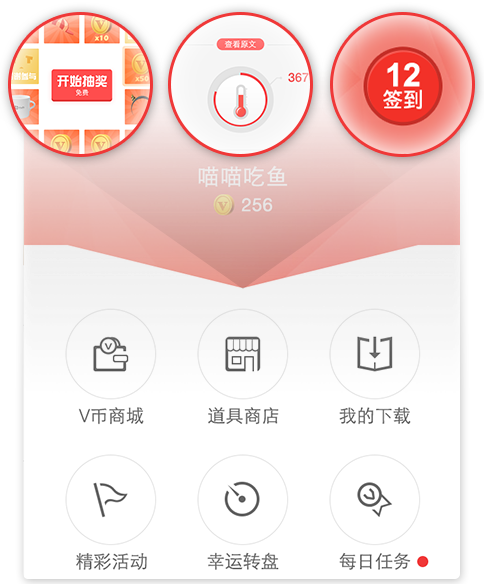 x10
开始抽奖
免费
x50
查看原文
367
12
签到
喵喵吃鱼
256
V币商城
道具商店
我的下载
精彩活动
幸运转盘
每日任务